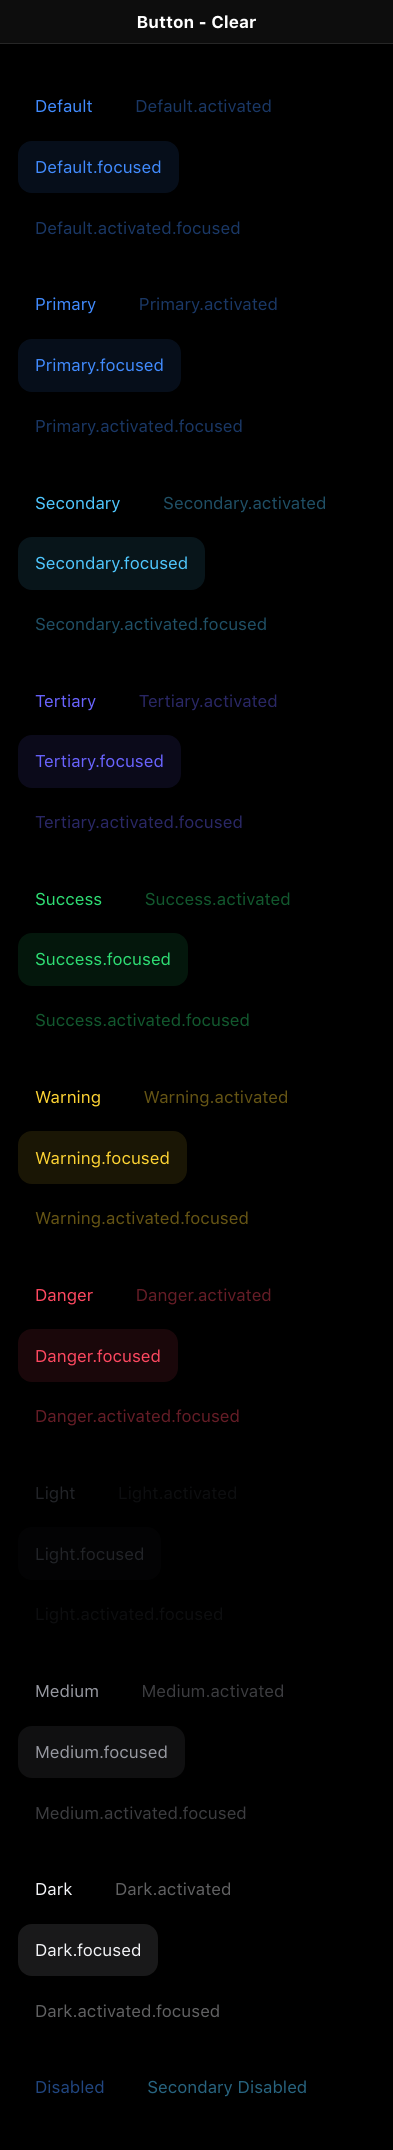 Button - Clear
Default Default.activated
Default.focused
Default.activated.focused
Primary Primary.activated
Primary.focused
Primary.activated.focused
Secondary Secondary.activated
Secondary.focused
Secondary.activated.focused
Tertiary Tertiary.activated
Tertiary.focused
Tertiary.activated.focused
Success Success.activated
Success.focused
Success.activated.focused
Warning Warning.activated
Warning.focused
Warning.activated.focused
Danger Danger.activated
Danger.focused
Danger.activated.focused
Light Light.activated
Light.focused
Light.activated.focused
Medium Medium.activated
Medium.focused
Medium.activated.focused
Dark Dark.activated
Dark.focused
Dark.activated.focused
Disabled Secondary Disabled